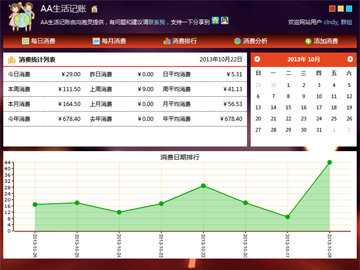 AA生活记账
AA生活记账由鸿高灵提供，有问题和建议请联系我，支持一下分享到
欢迎网站用户 cindy, 群组
每日消费 每月消费 消费排行 消费分析 添加消费
消费统计列表 2013年10月22日
今日消费 ￥29.00 昨日消费 ￥0.00 日平均消费 ￥5.31
本周消费 ￥111.50 上周消费 ￥9.00 周平均消费 ￥41.13
本月消费 ￥164.50 上月消费 ￥0.00 月平均消费 ￥56.53
今年消费 ￥678.40 去年消费 ￥0.00 年平均消费 ￥678.40
2013年 10月
日 一 二 三 四 五 六
29 30 1 2 3 4 5
6 7 8 9 10 11 12
13 14 15 16 17 18 19
20 21 22 23 24 25 26
27 28 29 30 31 1 2
消费日期排行
44
40
36
32
28
24
20
16
12
8
4
0
2013-10-26 2013-10-25 2013-10-24 2013-10-21 2013-10-20 2013-10-17 2013-10-09